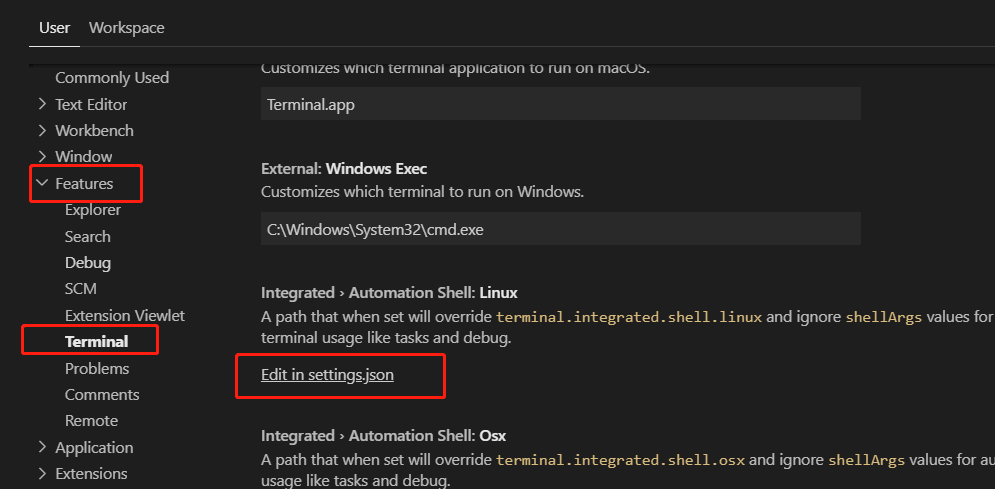 User Workspace
Commonly Used
Text Editor
Workbench
Window
Features
Explorer
Search
Debug
SCM
Extension Viewlet
Terminal
Problems
Comments
Remote
Application
Extensions
Customizes which terminal application to run on macOS.
Terminal.app
External: Windows Exec
Customizes which terminal to run on Windows.
C:\Windows\System32\cmd.exe
Integrated › Automation Shell: Linux
A path that when set will override terminal.integrated.shell.linux and ignore shellArgs values for
terminal usage like tasks and debug.
Edit in settings.json
Integrated › Automation Shell: Osx
A path that when set will override terminal.integrated.shell.osx and ignore shellArgs values for au
usage like tasks and debug.